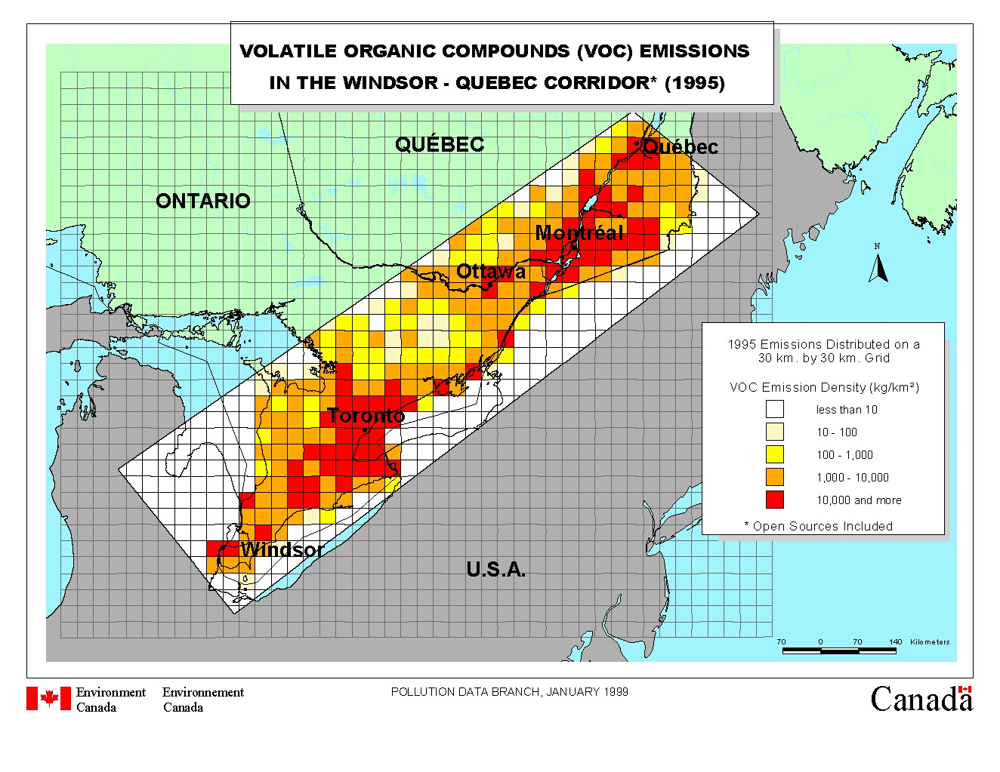 VOLATILE ORGANIC COMPOUNDS (VOC) EMISSIONS
IN THE WINDSOR - QUEBEC CORRIDOR* (1995)
QUÉBEC
Québec
ONTARIO
Montréal
N
Ottawa
1995 Emissions Distributed on a
30 km. by 30 km. Grid
VOC Emission Density (kg/km²)
less than 10
10 - 100
100 - 1,000
1,000 - 10,000
10,000 and more
* Open Sources Included
Toronto
Windsor
U.S.A.
70 0 70 140 Kilometers
Environment Canada
Environnement Canada
POLLUTION DATA BRANCH, JANUARY 1999
Canada